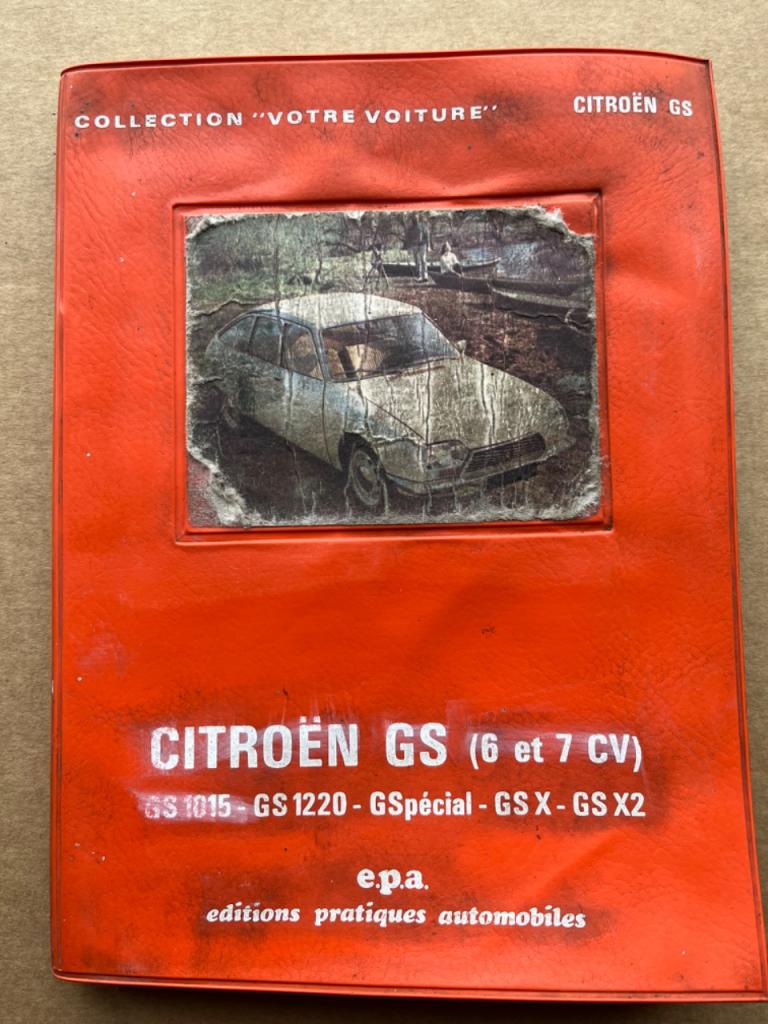 COLLECTION "VOTRE VOITURE" CITROËN GS
CITROËN GS (6 et 7 CV)
GS 1015 - GS 1220 - GSpécial - GS X - GS X2
e.p.a.
editions pratiques automobiles